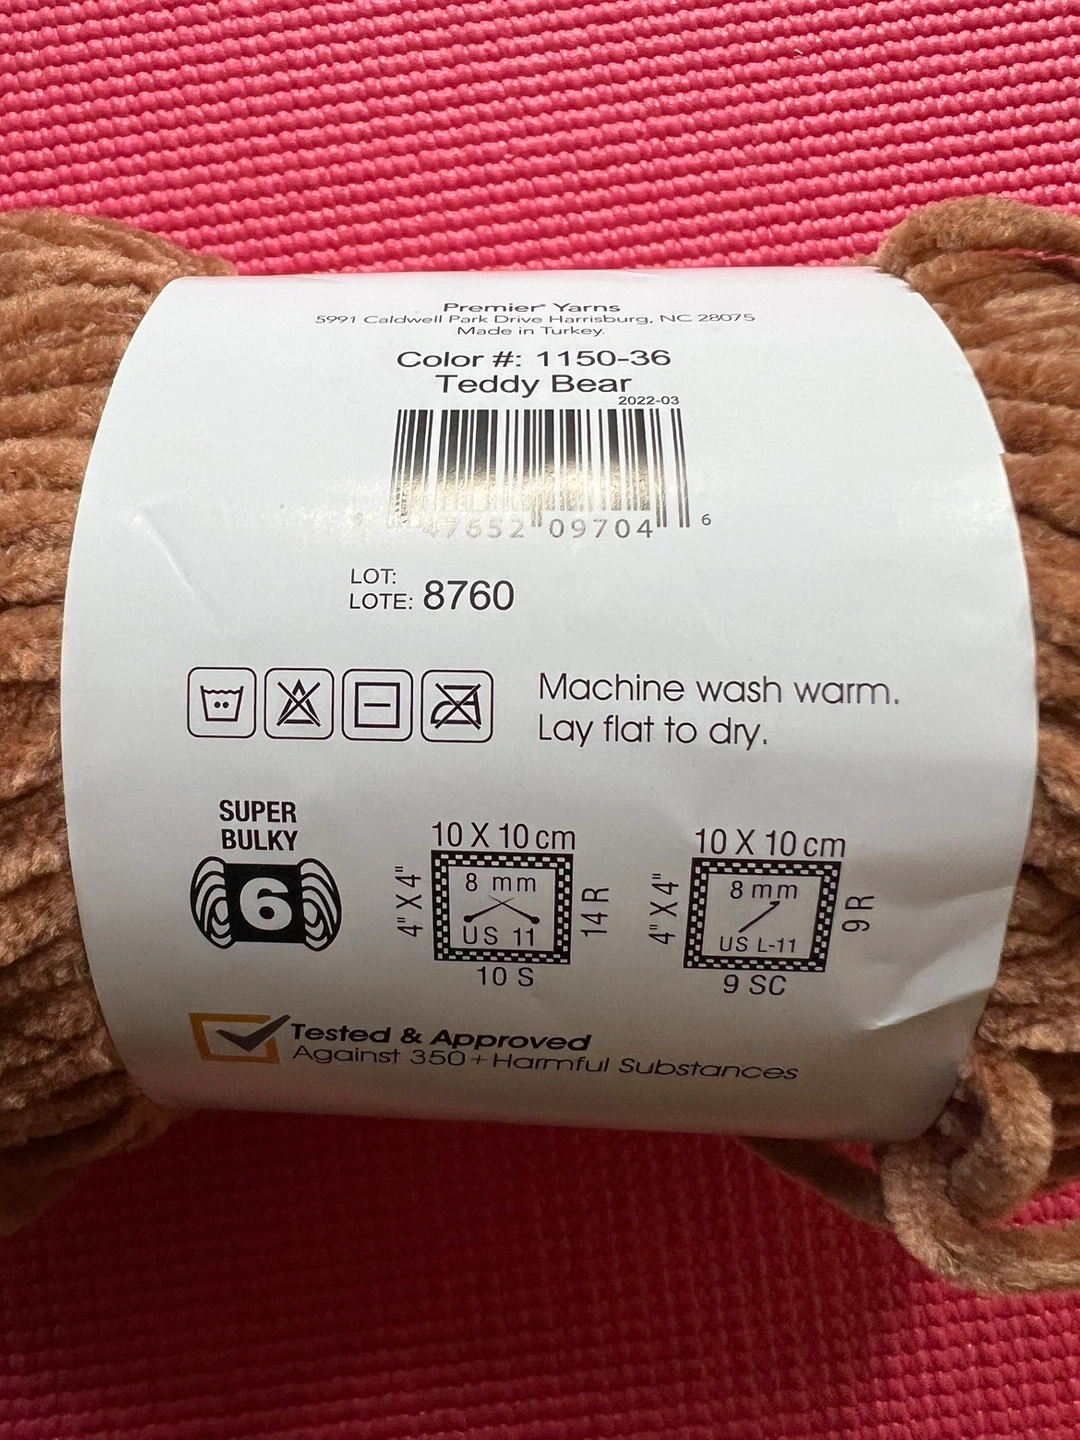 Premier® Yarns
5991 Caldwell Park Drive Harrisburg, NC 28075
Made in Turkey.
Color #: 1150-36
Teddy Bear
2022-03
47652 09704 6
LOT:
LOTE: 8760
Machine wash warm.
Lay flat to dry.
SUPER
BULKY
6
10 X 10 cm
4" X 4"
8 mm
US 11
14 R
10 S
10 X 10 cm
4" X 4"
8 mm
US L-11
9 R
9 SC
Tested & Approved
Against 350+Harmful Substances